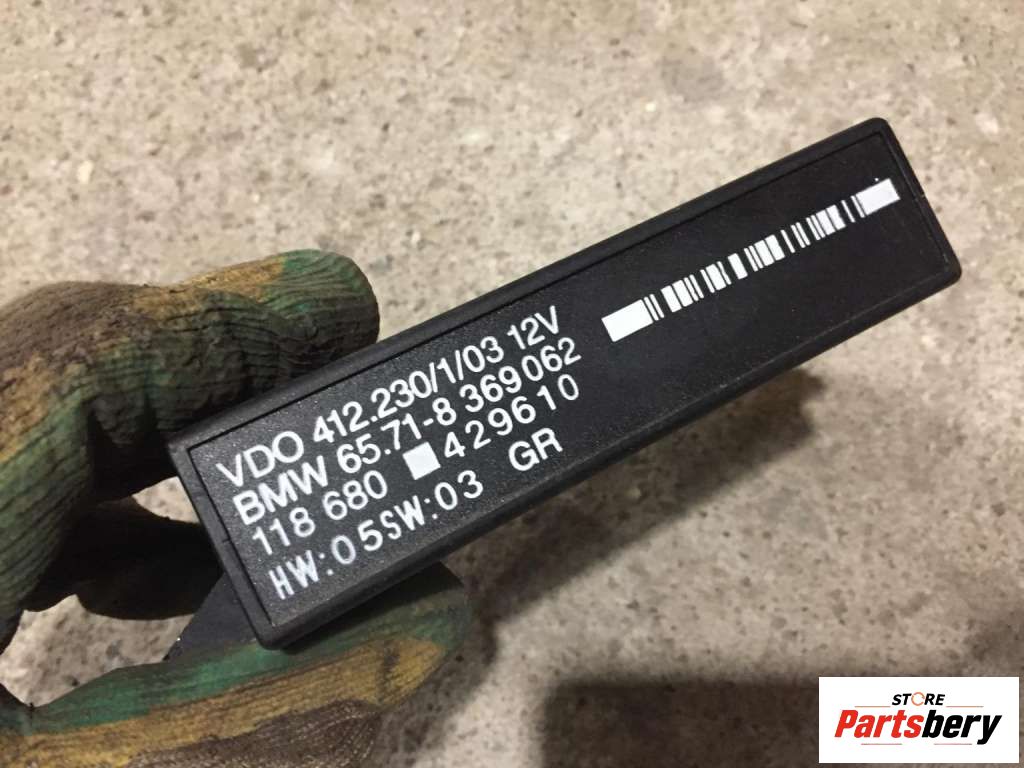 VDO 412.230/1/03 12V
BMW 65.71-8 369 062
118 680 429610
HW:05SW:03 GR
STORE
Partsbery